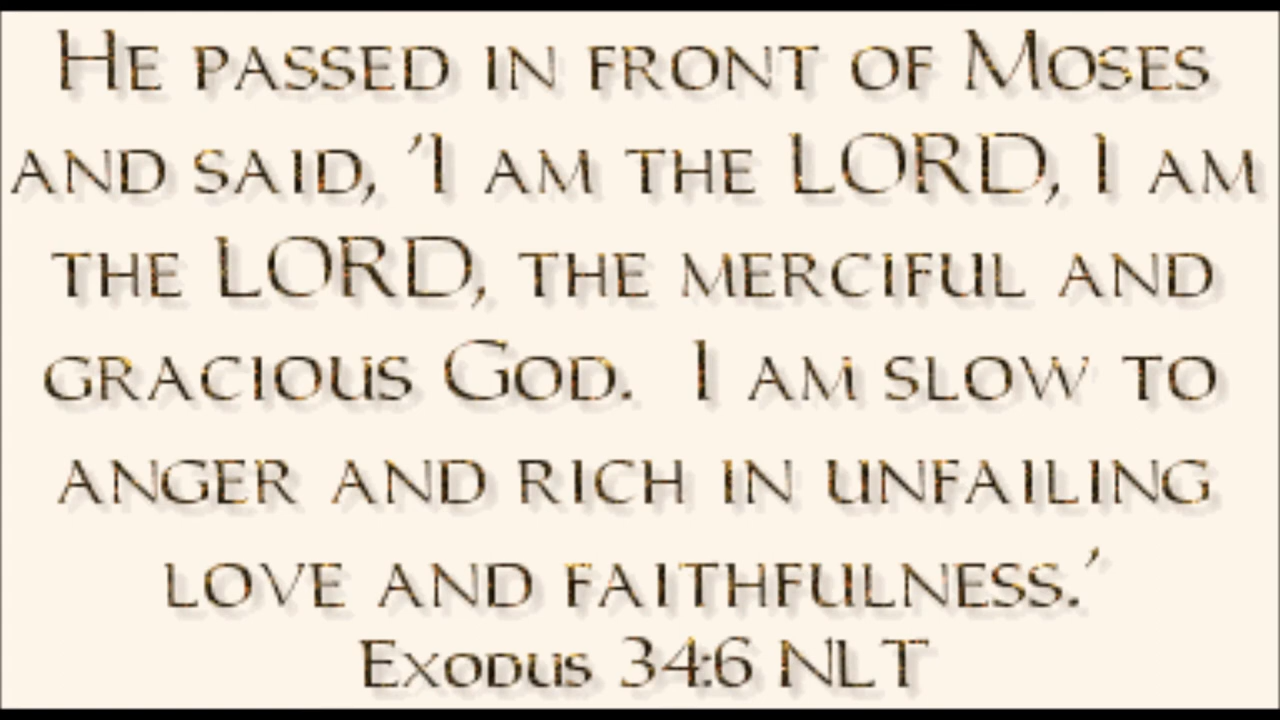 He passed in front of Moses
and said, 'I am the LORD, I am
the LORD, the merciful and
gracious God. I am slow to
anger and rich in unfailing
love and faithfulness.'
Exodus 34:6 NLT